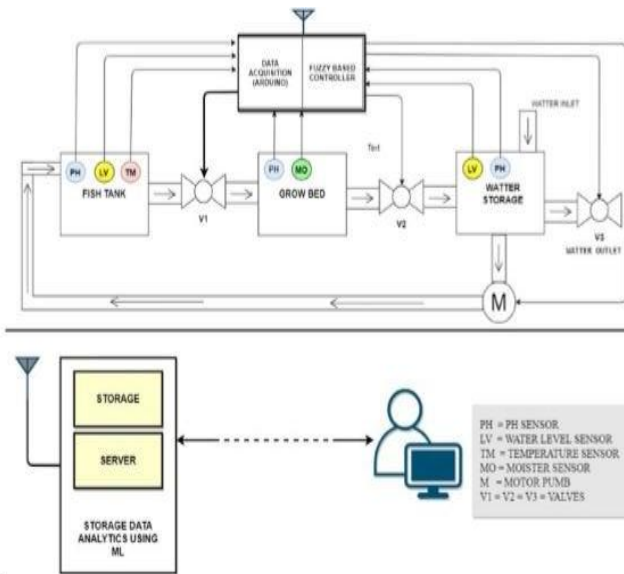 DATA
ACQUISITION
(ARDUINO)
FUZZY BASED
CONTROLLER
WATTER INLET
Text
PH
LV
TM
FISH TANK
V1
PH
MO
GROW BED
V2
LV
PH
WATTER
STORAGE
V3
WATTER OUTLET
M
STORAGE
SERVER
STORAGE DATA
ANALYTICS USING
ML
PH = PH SENSOR
LV = WATER LEVEL SENSOR
TM = TEMPERATURE SENSOR
MO = MOISTER SENSOR
M = MOTOR PUMB
V1 = V2 = V3 = VALVES